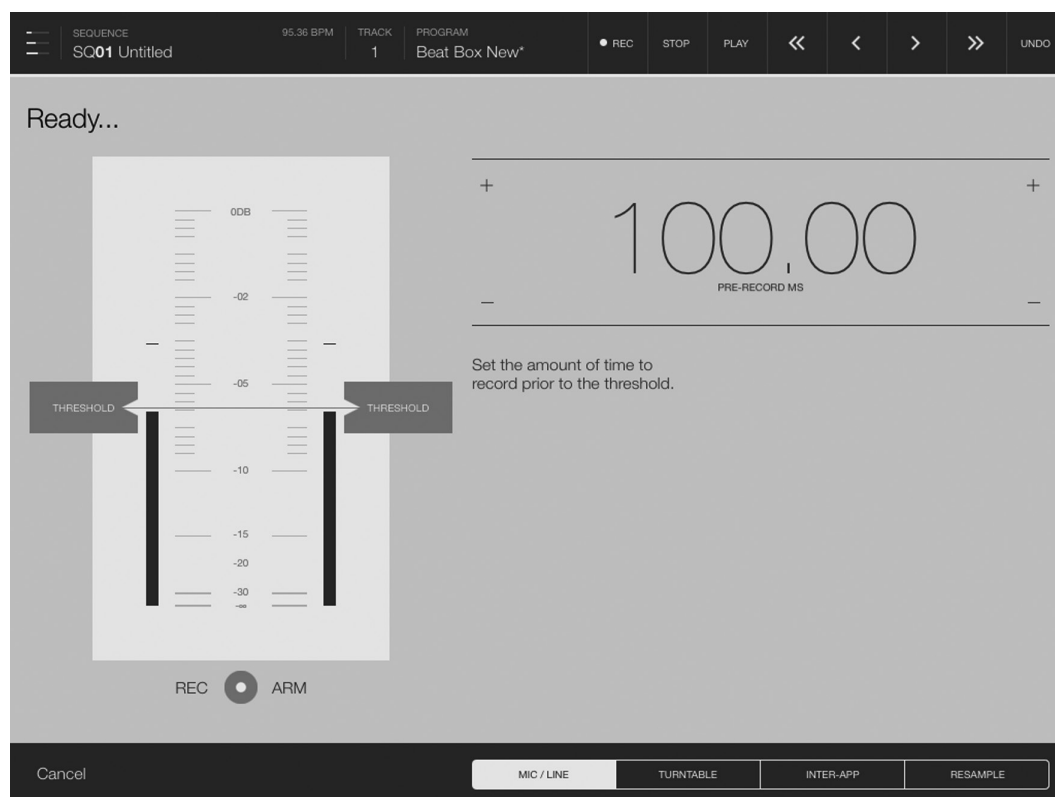 SEQUENCE
SQ01 Untitled
95.36 BPM
TRACK
1
PROGRAM
Beat Box New*
REC
STOP
PLAY
UNDO
Ready...
0DB
-02
-05
THRESHOLD
THRESHOLD
-10
-15
-20
-30
-∞
REC
ARM
+
+
100.00
PRE-RECORD MS
–
–
Set the amount of time to
record prior to the threshold.
Cancel
MIC / LINE
TURNTABLE
INTER-APP
RESAMPLE